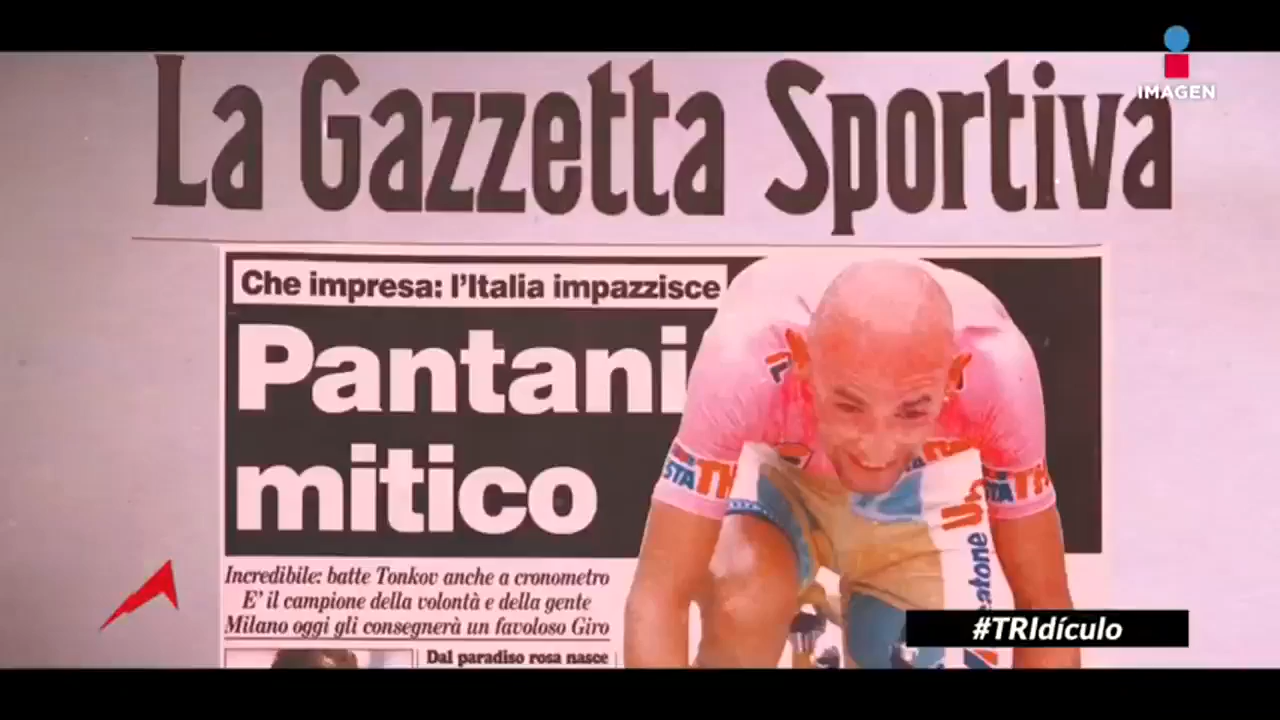 IMAGEN
La Gazzetta Sportiva
Che impresa: l'Italia impazzisce
Pantani
mitico
Incredibile: batte Tonkov anche a cronometro
E' il campione della volontà e della gente
Milano oggi gli consegnerà un favoloso Giro
Dal paradiso rosa nasce
#TRIdículo